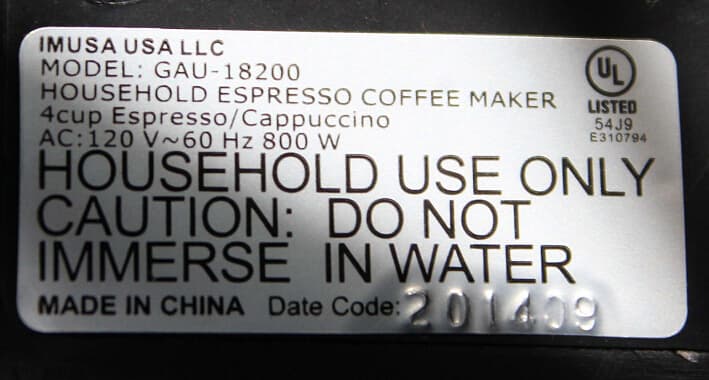 IMUSA USA LLC
MODEL: GAU-18200
HOUSEHOLD ESPRESSO COFFEE MAKER
4cup Espresso/Cappuccino
AC:120 V~60 Hz 800 W
UL
LISTED
54J9
E310794
HOUSEHOLD USE ONLY
CAUTION: DO NOT
IMMERSE IN WATER
MADE IN CHINA Date Code: 201409